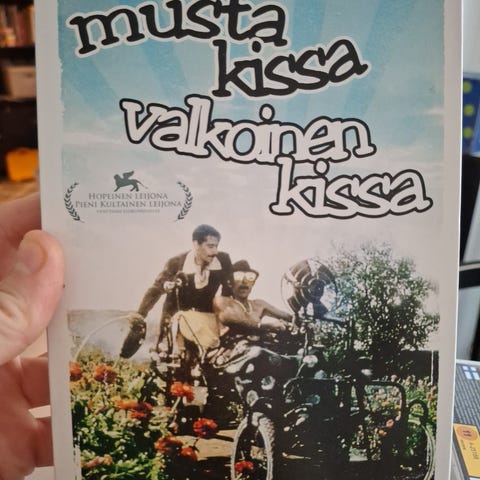 musta
kissa
valkoinen
kissa
HOPEINEN LEIJONA
PIENI KULTAINEN LEIJONA